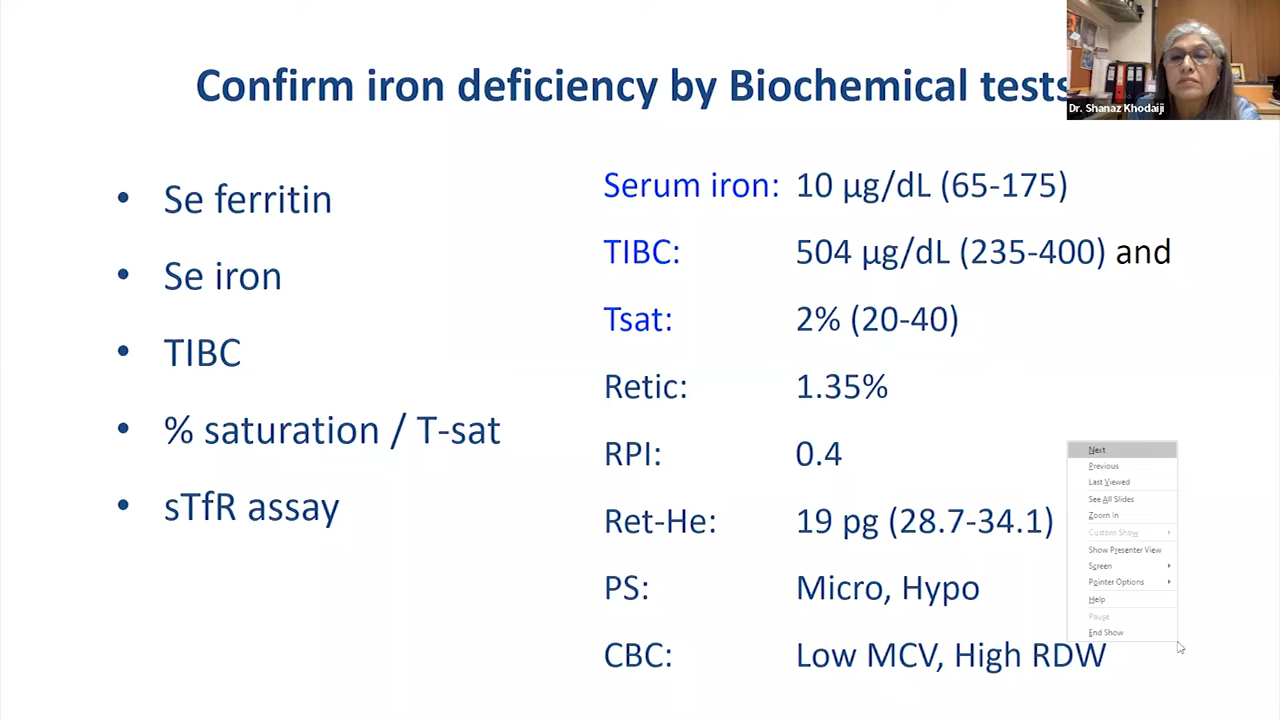 Confirm iron deficiency by Biochemical tests
Dr. Shanaz Khodaiji
• Se ferritin
• Se iron
• TIBC
• % saturation / T-sat
• sTfR assay
Serum iron: 10 µg/dL (65-175)
TIBC: 504 µg/dL (235-400) and
Tsat: 2% (20-40)
Retic: 1.35%
RPI: 0.4
Ret-He: 19 pg (28.7-34.1)
PS: Micro, Hypo
CBC: Low MCV, High RDW
Next
Previous
Last Viewed
See All Slides
Zoom In
Custom Show
Show Presenter View
Screen
Pointer Options
Help
Pause
End Show